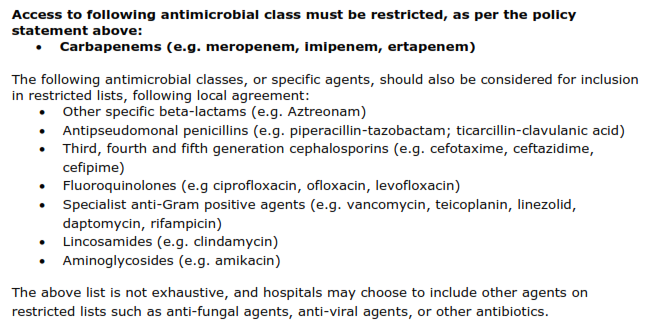 Access to following antimicrobial class must be restricted, as per the policy
statement above:
• Carbapenems (e.g. meropenem, imipenem, ertapenem)
The following antimicrobial classes, or specific agents, should also be considered for inclusion
in restricted lists, following local agreement:
• Other specific beta-lactams (e.g. Aztreonam)
• Antipseudomonal penicillins (e.g. piperacillin-tazobactam; ticarcillin-clavulanic acid)
• Third, fourth and fifth generation cephalosporins (e.g. cefotaxime, ceftazidime,
cefipime)
• Fluoroquinolones (e.g ciprofloxacin, ofloxacin, levofloxacin)
• Specialist anti-Gram positive agents (e.g. vancomycin, teicoplanin, linezolid,
daptomycin, rifampicin)
• Lincosamides (e.g. clindamycin)
• Aminoglycosides (e.g. amikacin)
The above list is not exhaustive, and hospitals may choose to include other agents on
restricted lists such as anti-fungal agents, anti-viral agents, or other antibiotics.